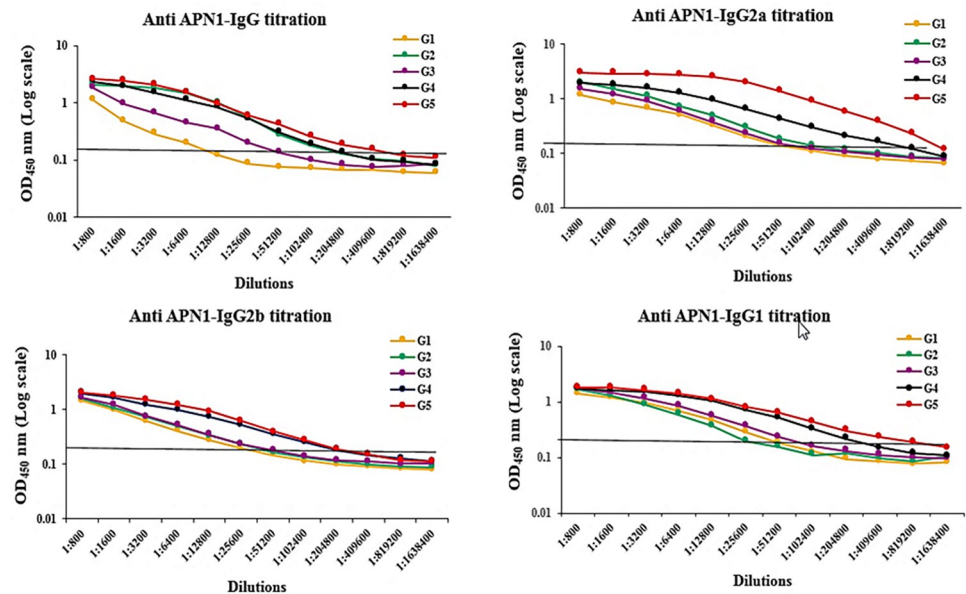 Anti APN1-IgG titration
OD450 nm (Log scale)
10
1
0.1
0.01
1:800
1:1600
1:3200
1:6400
1:12800
1:25600
1:51200
1:102400
1:204800
1:409600
1:819200
1:1638400
Dilutions
G1
G2
G3
G4
G5
Anti APN1-IgG2a titration
OD450 nm (Log scale)
10
1
0.1
0.01
1:800
1:1600
1:3200
1:6400
1:12800
1:25600
1:51200
1:102400
1:204800
1:409600
1:819200
1:1638400
Dilutions
G1
G2
G3
G4
G5
Anti APN1-IgG2b titration
OD450 nm (Log scale)
10
1
0.1
0.01
1:800
1:1600
1:3200
1:6400
1:12800
1:25600
1:51200
1:102400
1:204800
1:409600
1:819200
1:1638400
Dilutions
G1
G2
G3
G4
G5
Anti APN1-IgG1 titration
OD450 nm (Log scale)
10
1
0.1
0.01
1:800
1:1600
1:3200
1:6400
1:12800
1:25600
1:51200
1:102400
1:204800
1:409600
1:819200
1:1638400
Dilutions
G1
G2
G3
G4
G5